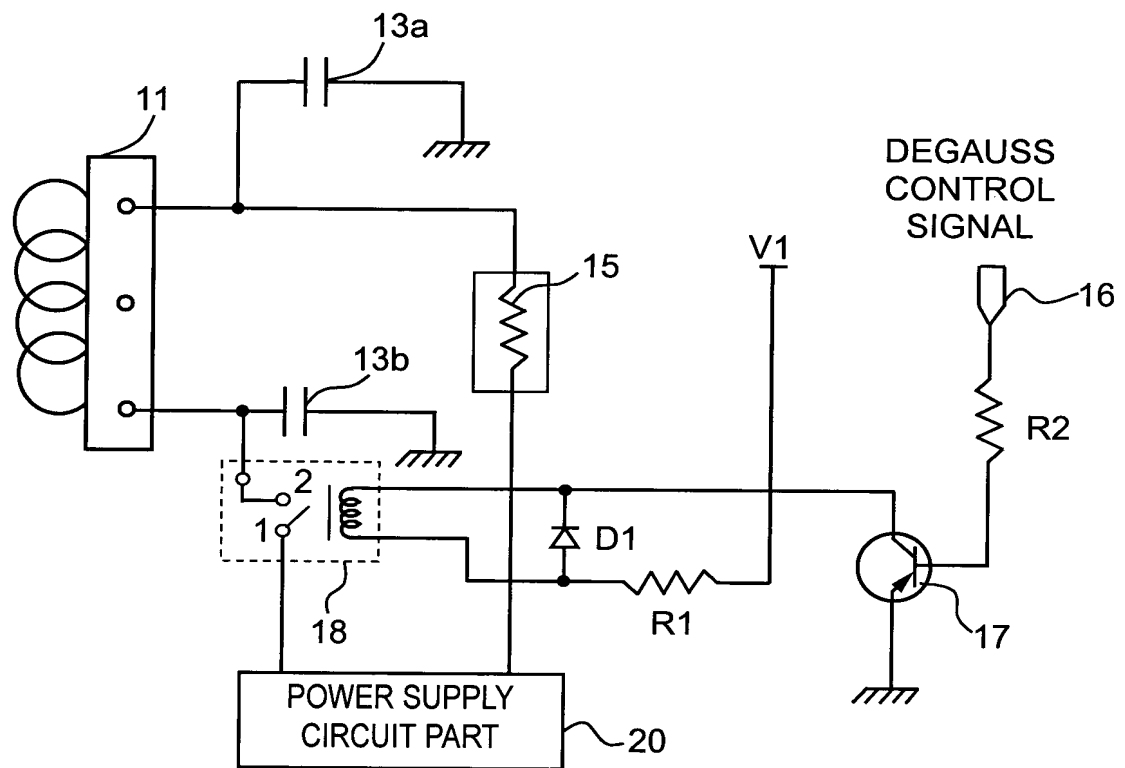 13a
11
DEGAUSS
CONTROL
SIGNAL
V1
15
16
13b
R2
2
1
D1
R1
17
18
POWER SUPPLY
CIRCUIT PART
20